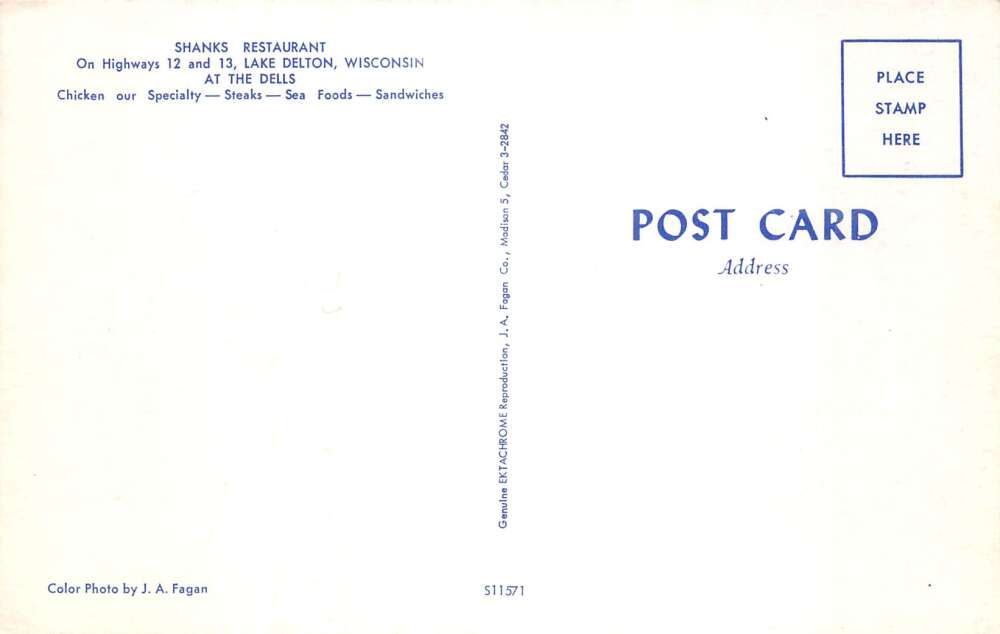 SHANKS RESTAURANT
On Highways 12 and 13, LAKE DELTON, WISCONSIN
AT THE DELLS
Chicken our Specialty — Steaks — Sea Foods — Sandwiches
Genuine EKTACHROME Reproduction, J. A. Fagan Co., Madison 5, Cedar 3-2842
PLACE
STAMP
HERE
POST CARD
Address
Color Photo by J. A. Fagan
S11571